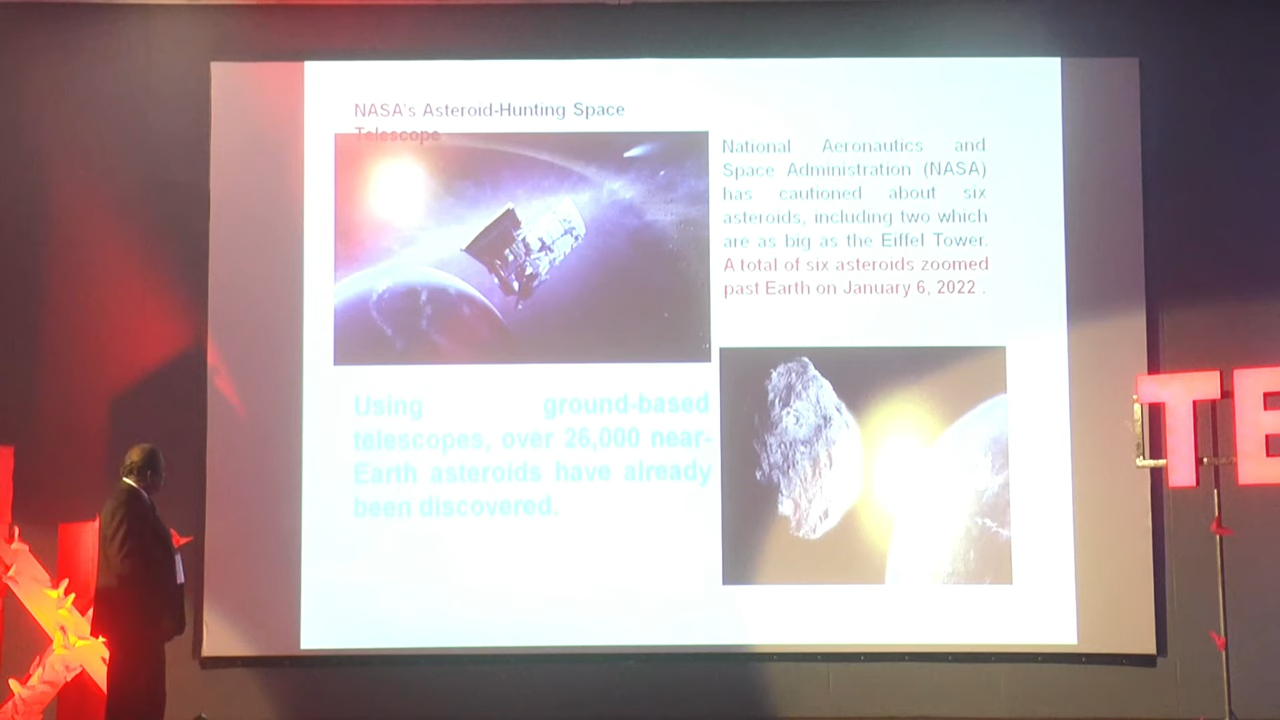 NASA's Asteroid-Hunting Space
Telescope
National Aeronautics and
Space Administration (NASA)
has cautioned about six
asteroids, including two which
are as big as the Eiffel Tower.
A total of six asteroids zoomed
past Earth on January 6, 2022 .
Using ground-based
telescopes, over 26,000 near-
Earth asteroids have already
been discovered.
TE